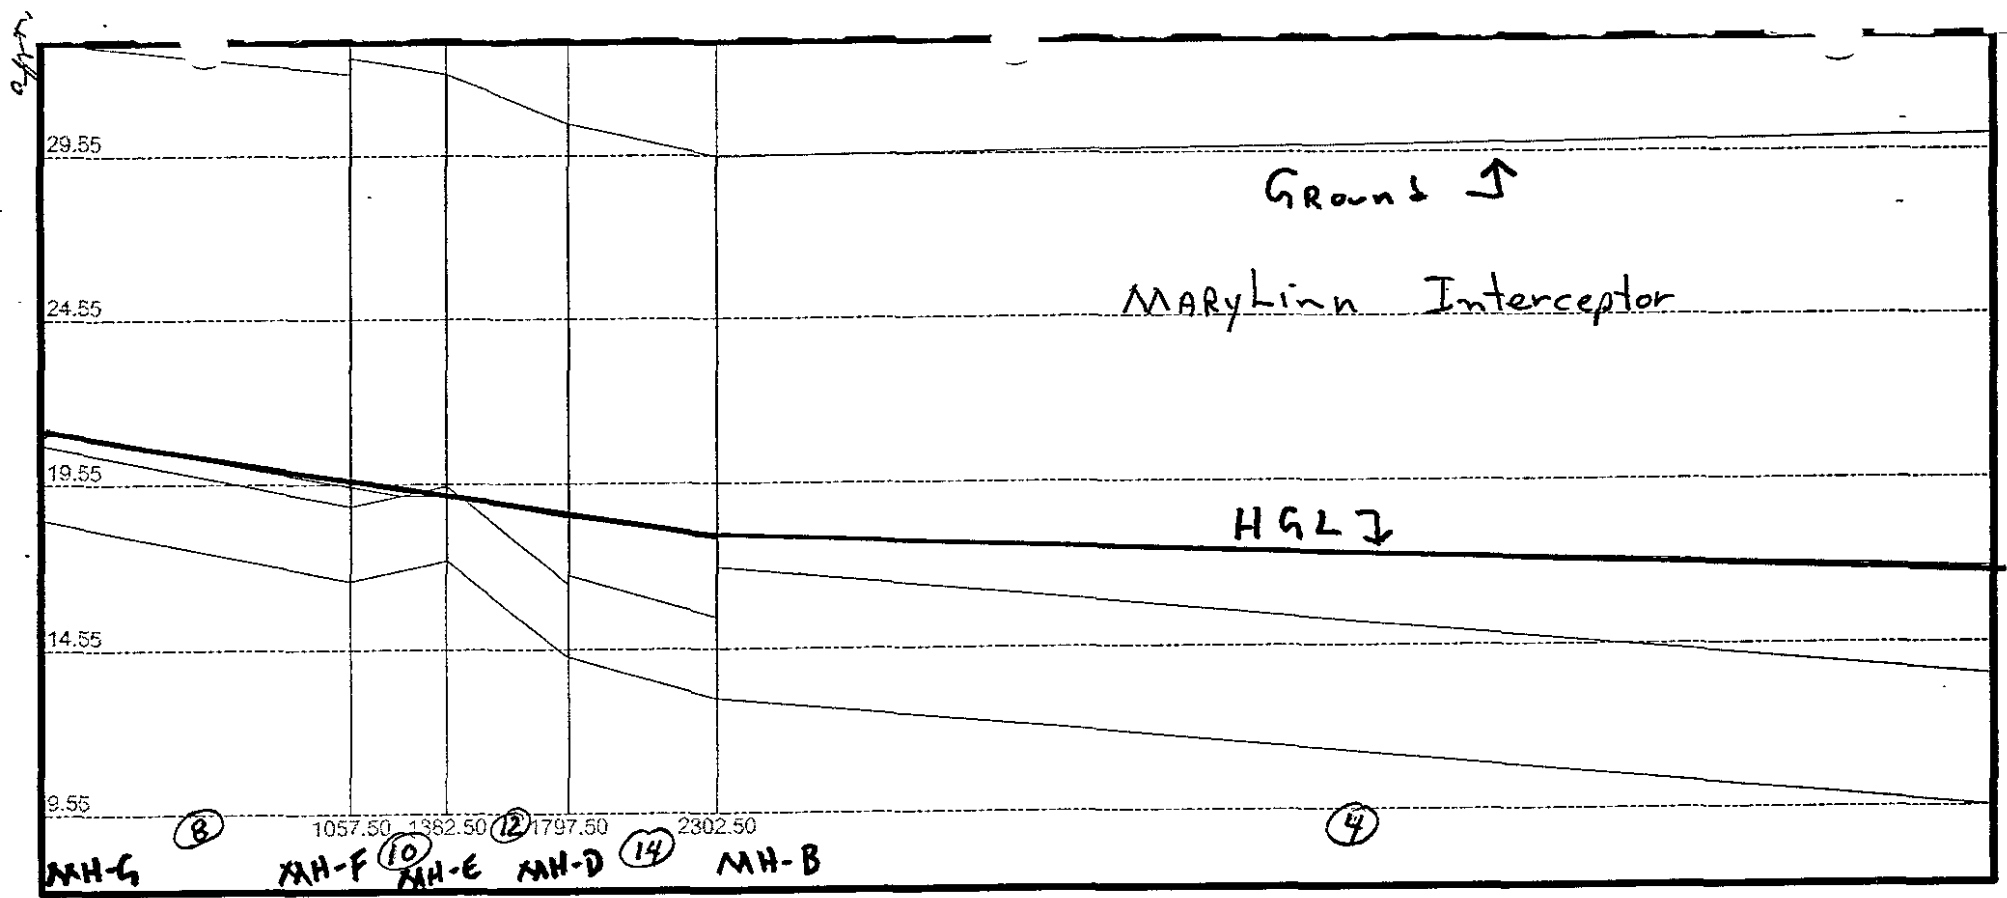 2yr
29.55
GRound ↑
24.55
MARyLinn Interceptor
19.55
HGL ↓
14.55
9.55
8 1057.50 1382.50 12 1797.50 2302.50 4
MH-G MH-F 10 MH-E MH-D 14 MH-B